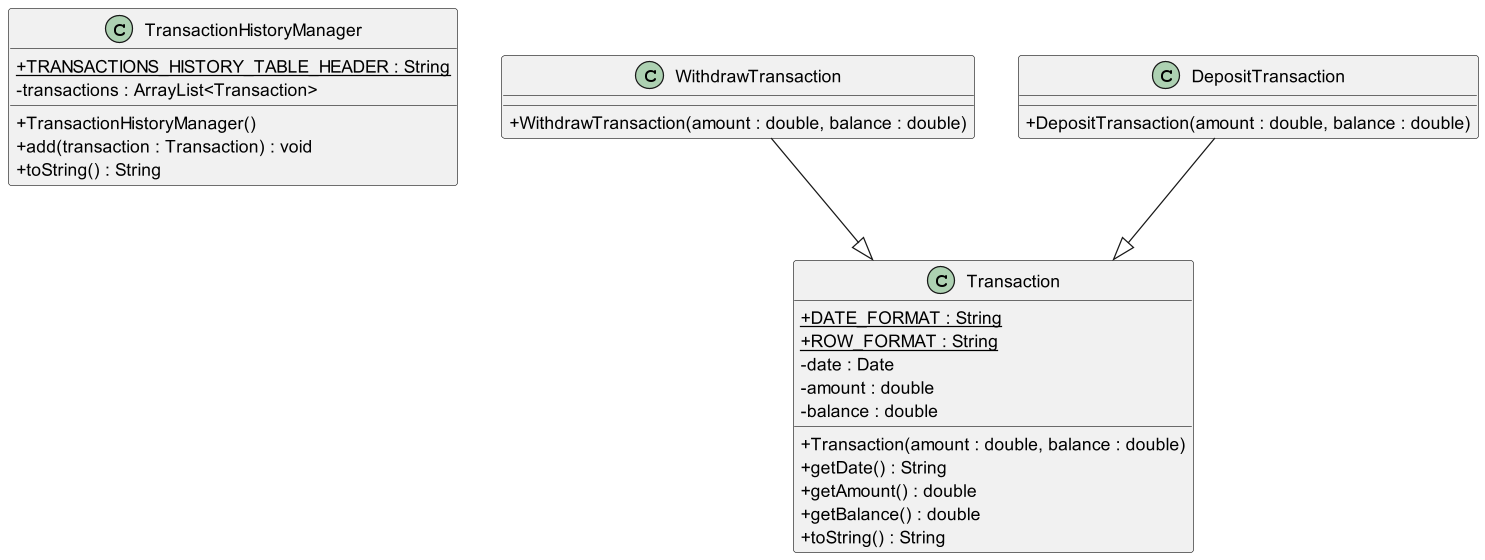 C TransactionHistoryManager
+TRANSACTIONS_HISTORY_TABLE_HEADER : String
-transactions : ArrayList<Transaction>
+TransactionHistoryManager()
+add(transaction : Transaction) : void
+toString() : String
C WithdrawTransaction
+WithdrawTransaction(amount : double, balance : double)
C DepositTransaction
+DepositTransaction(amount : double, balance : double)
C Transaction
+DATE_FORMAT : String
+ROW_FORMAT : String
-date : Date
-amount : double
-balance : double
+Transaction(amount : double, balance : double)
+getDate() : String
+getAmount() : double
+getBalance() : double
+toString() : String